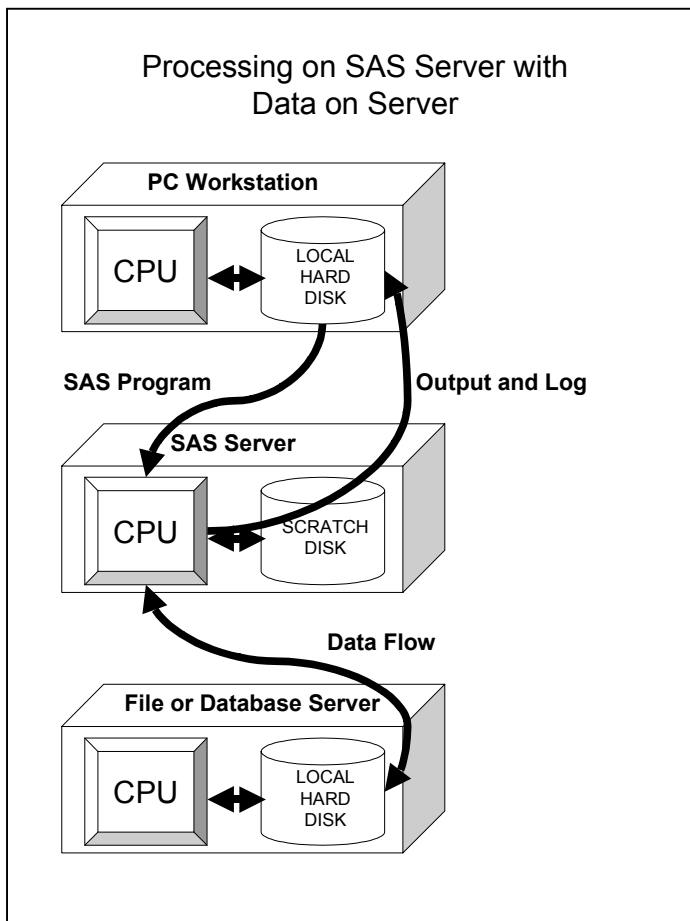 Processing on SAS Server with
Data on Server
PC Workstation
CPU
LOCAL
HARD
DISK
SAS Program
Output and Log
SAS Server
CPU
SCRATCH
DISK
Data Flow
File or Database Server
CPU
LOCAL
HARD
DISK